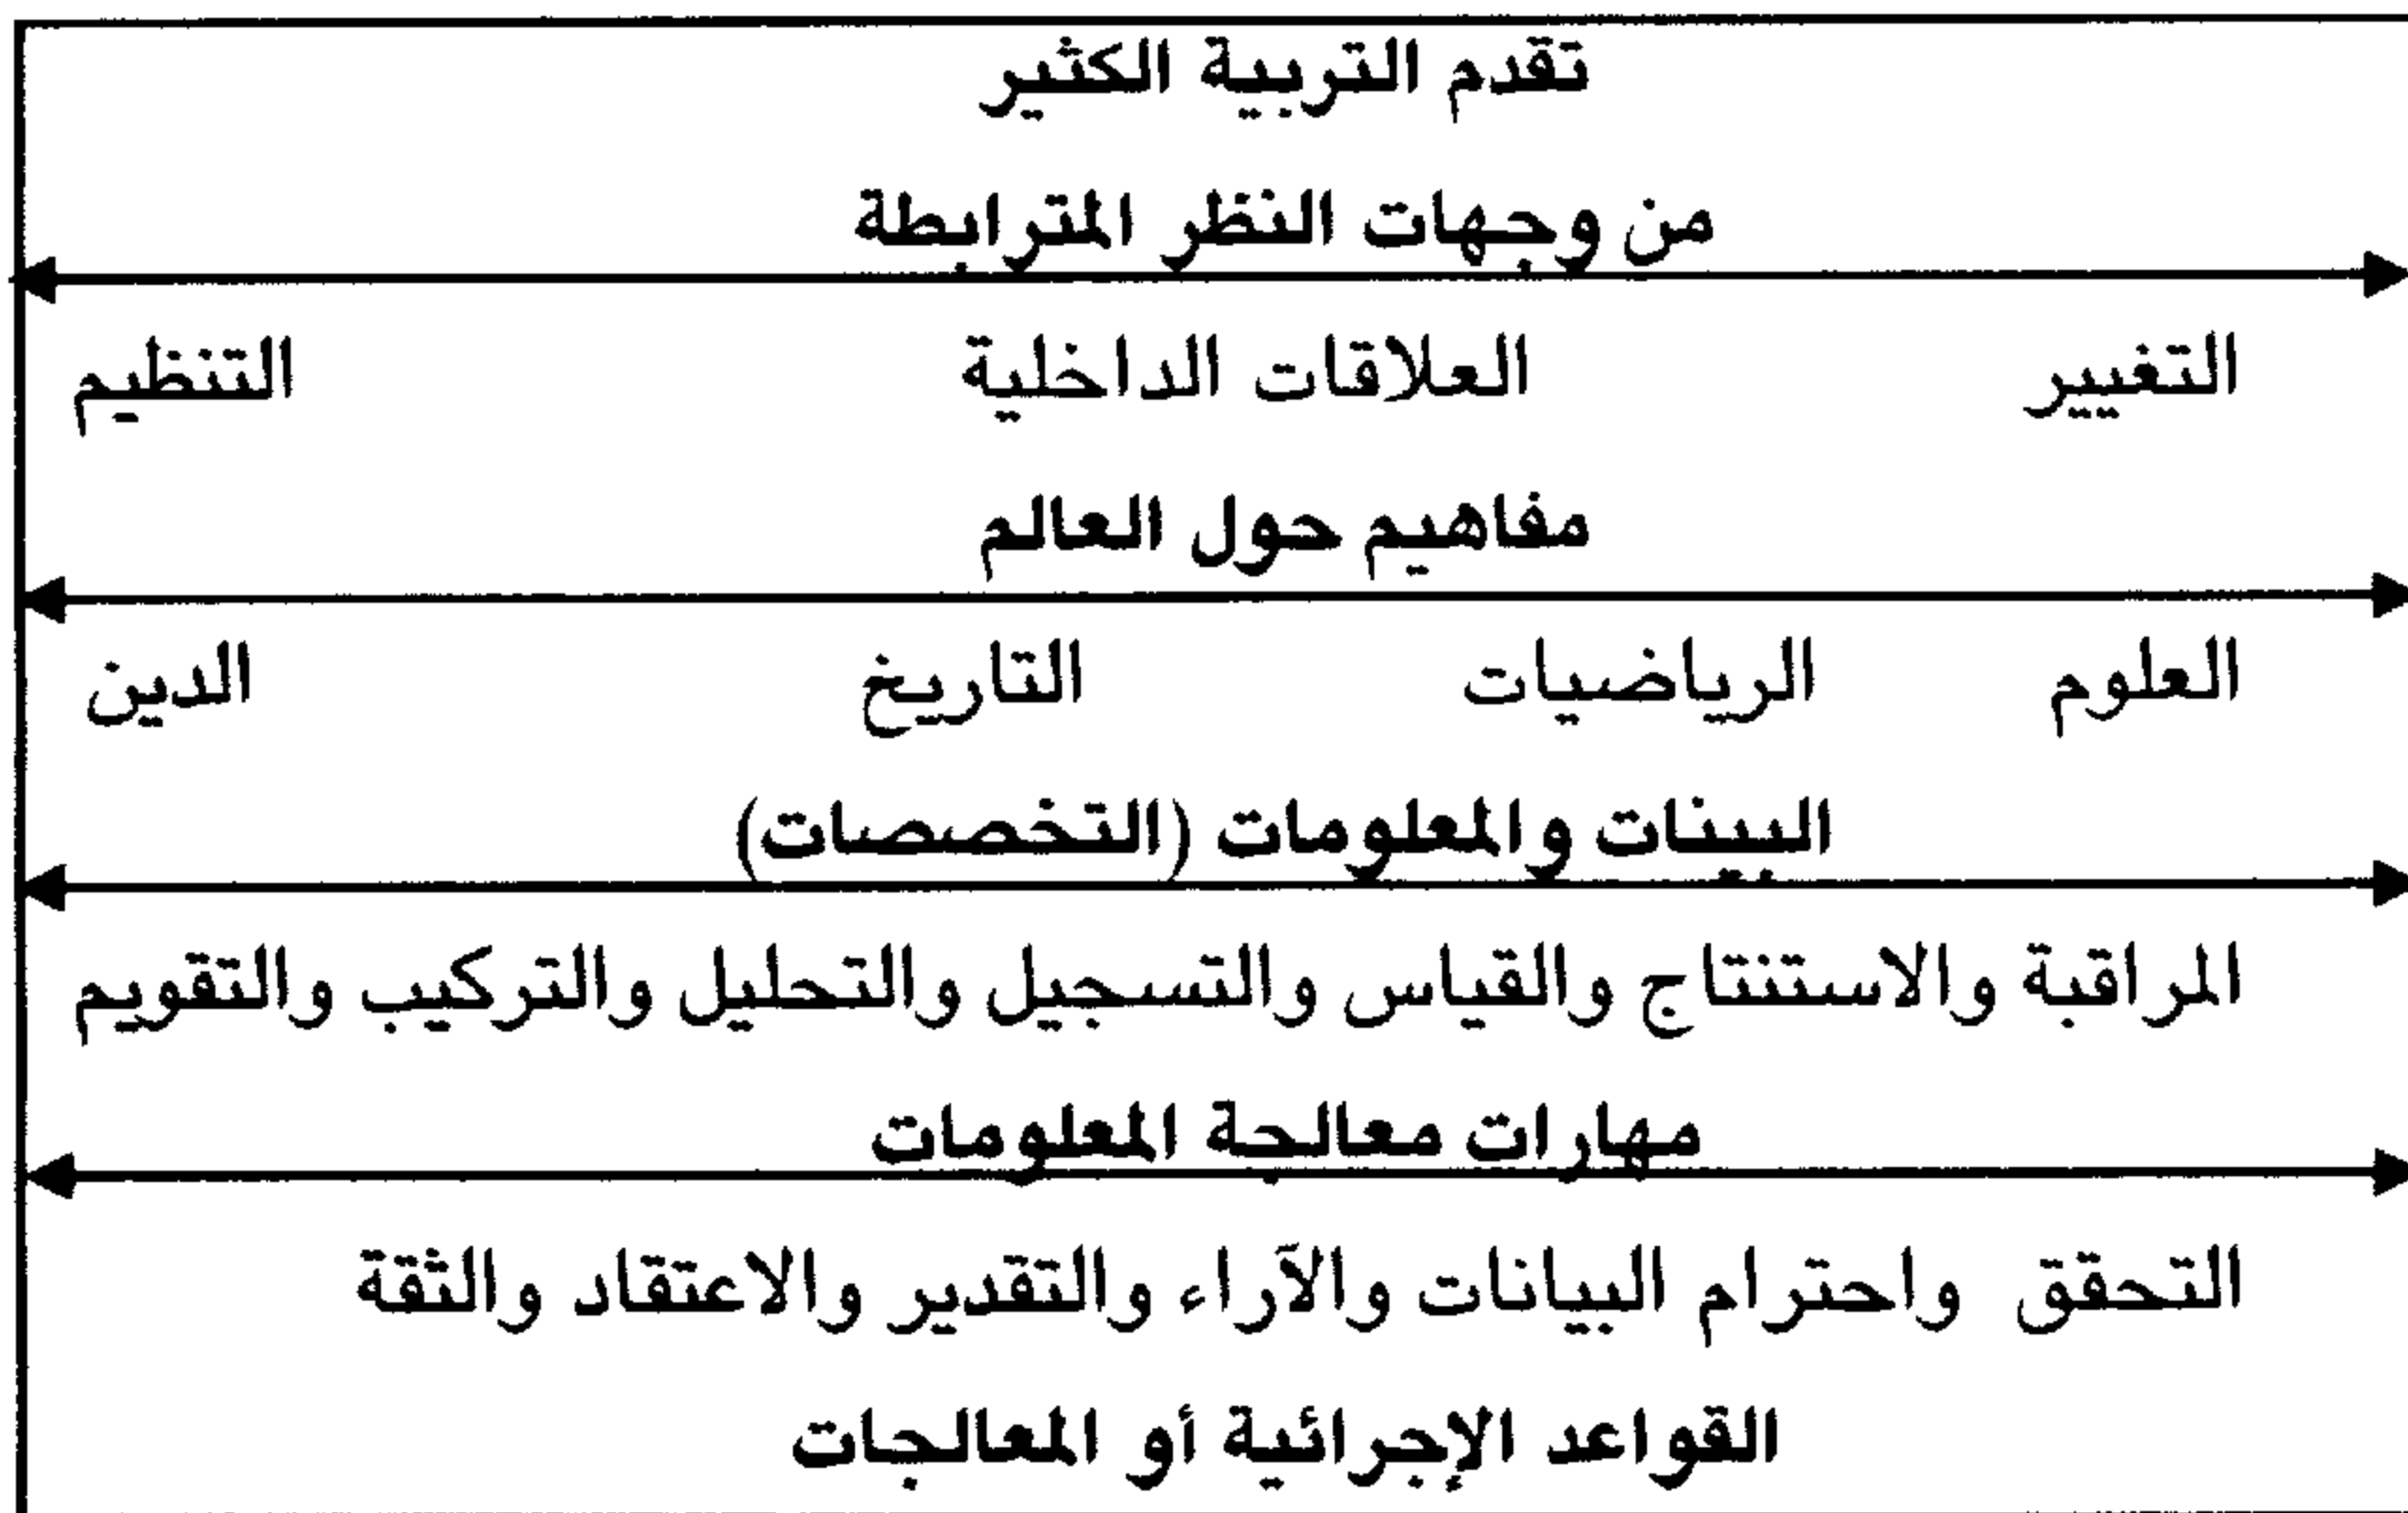 تقدم التربية الكثير
من وجهات النظر المترابطة
التغيير العلاقات الداخلية التنظيم
مفاهيم حول العالم
العلوم الرياضيات التاريخ الدين
البينات والمعلومات (التخصصات)
المراقبة والاستنتاج والقياس والتسجيل والتحليل والتركيب والتقويم
مهارات معالجة المعلومات
التحقق واحترام البيانات والآراء والتقدير والاعتقاد والثقة
القواعد الإجرائية أو المعالجات